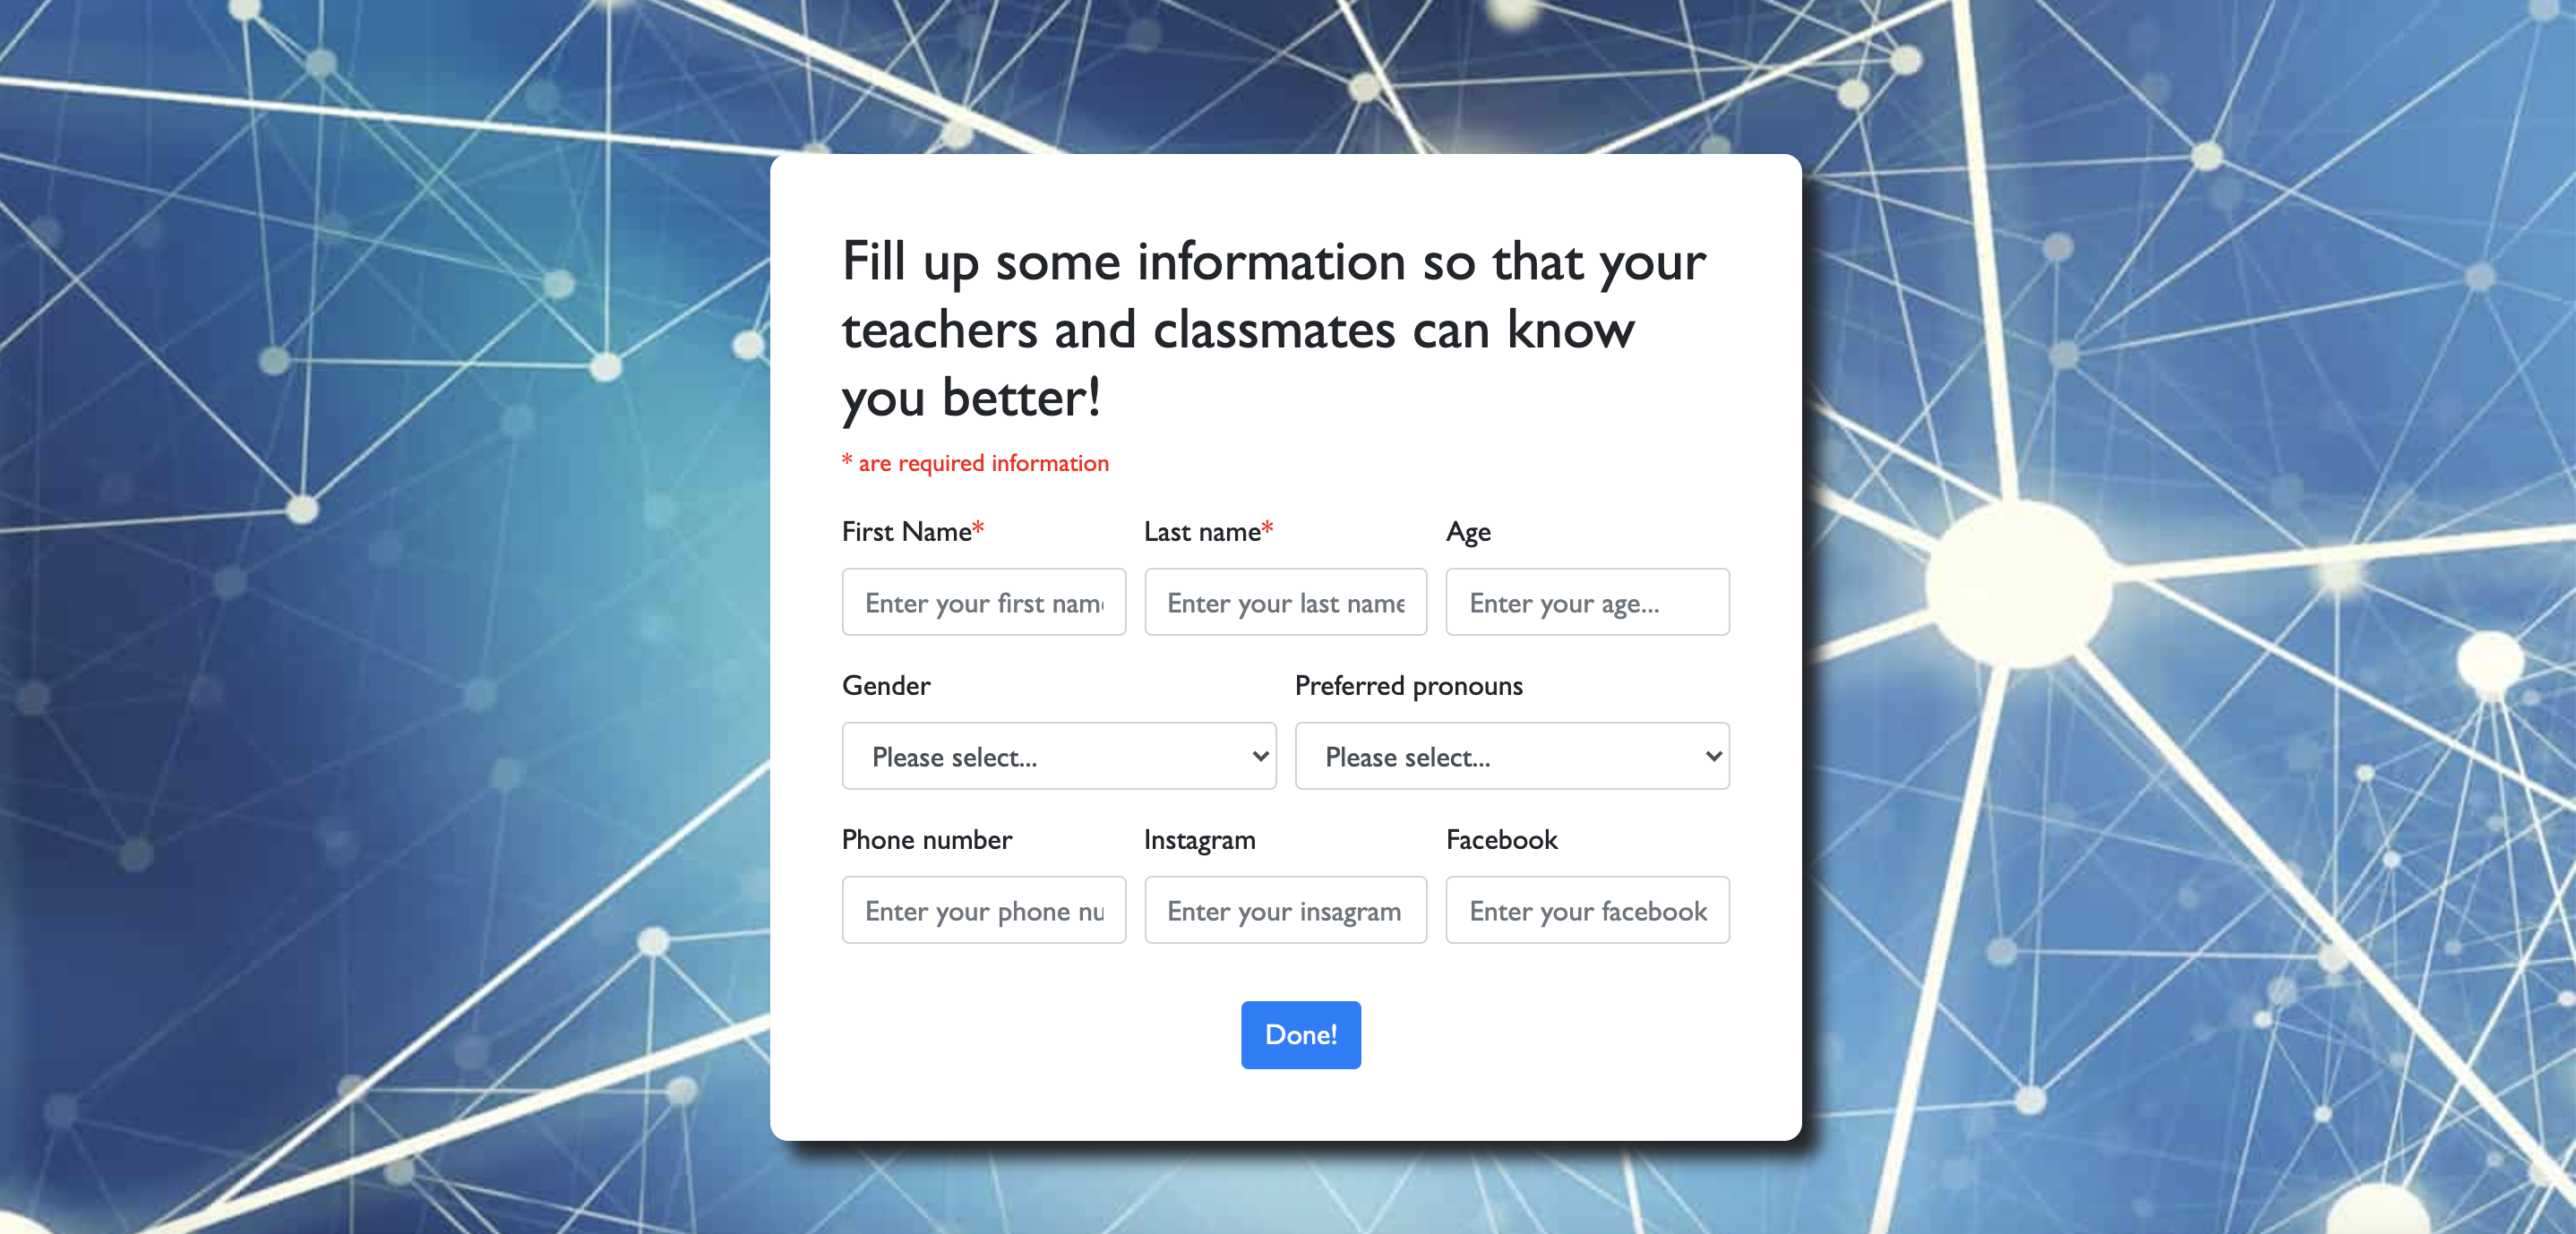 Fill up some information so that your
teachers and classmates can know
you better!
* are required information
First Name* Last name* Age
Enter your first Enter your last name Enter your age...
Gender Preferred pronouns
Please select... Please select...
Phone number Instagram Facebook
Enter your phone Enter your insagram Enter your facebook
Done!